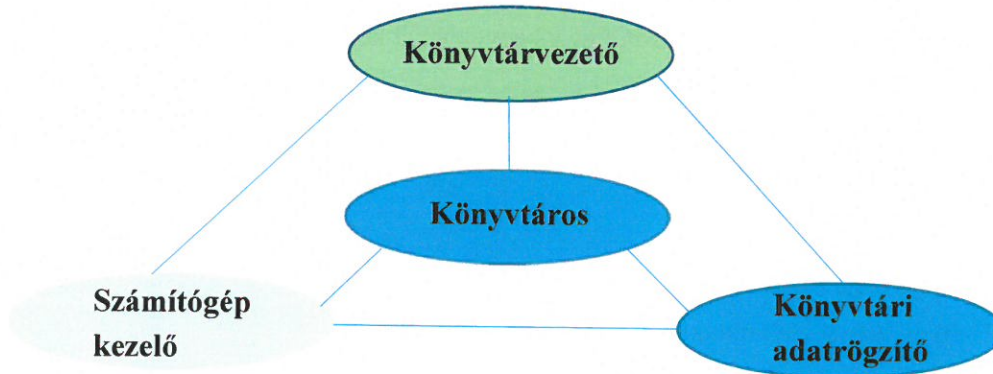 Könyvtárvezető
Könyvtáros
Számítógép
kezelő
Könyvtári
adatrögzítő